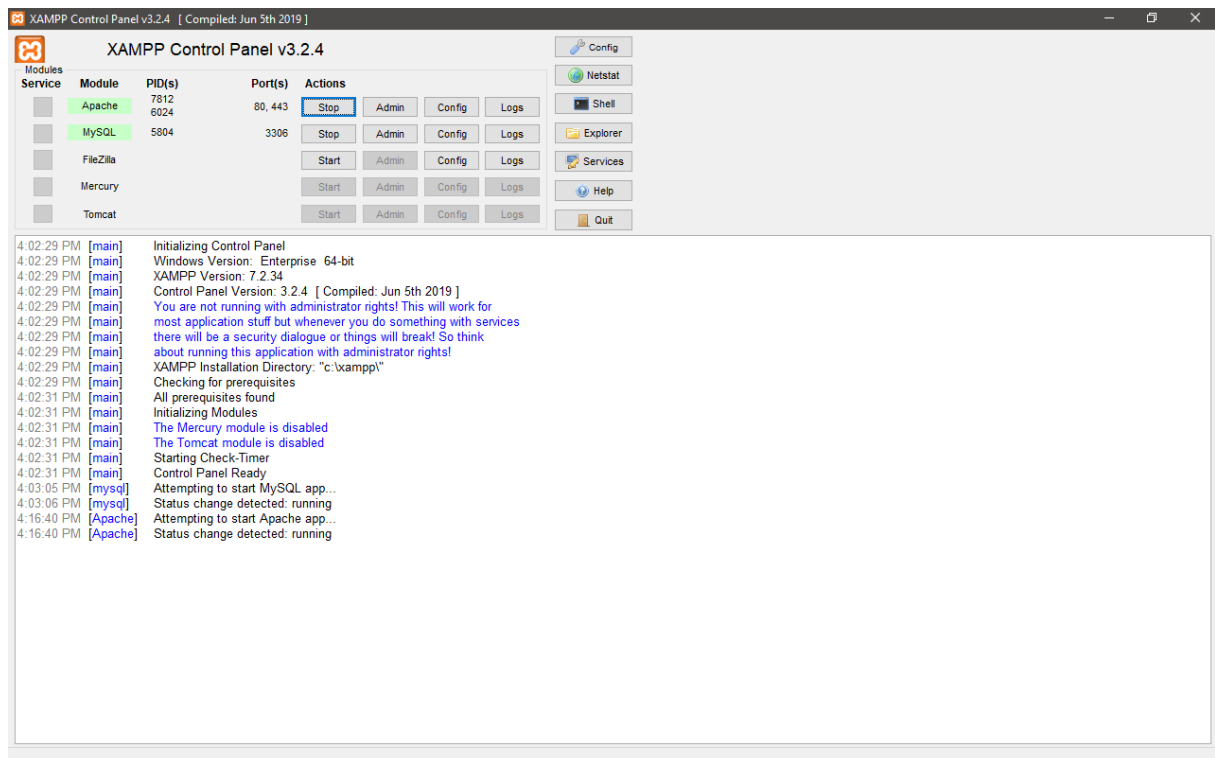 XAMPP Control Panel v3.2.4 [ Compiled: Jun 5th 2019 ]
XAMPP Control Panel v3.2.4
Config
Modules
Service Module PID(s) Port(s) Actions
Netstat
Apache 7812 6024 80, 443 Stop Admin Config Logs
Shell
MySQL 5804 3306 Stop Admin Config Logs
Explorer
FileZilla Start Admin Config Logs
Services
Mercury Start Admin Config Logs
Help
Tomcat Start Admin Config Logs
Quit
4:02:29 PM [main] Initializing Control Panel
4:02:29 PM [main] Windows Version: Enterprise 64-bit
4:02:29 PM [main] XAMPP Version: 7.2.34
4:02:29 PM [main] Control Panel Version: 3.2.4 [ Compiled: Jun 5th 2019 ]
4:02:29 PM [main] You are not running with administrator rights! This will work for
4:02:29 PM [main] most application stuff but whenever you do something with services
4:02:29 PM [main] there will be a security dialogue or things will break! So think
4:02:29 PM [main] about running this application with administrator rights!
4:02:29 PM [main] XAMPP Installation Directory: "c:\xampp\"
4:02:29 PM [main] Checking for prerequisites
4:02:31 PM [main] All prerequisites found
4:02:31 PM [main] Initializing Modules
4:02:31 PM [main] The Mercury module is disabled
4:02:31 PM [main] The Tomcat module is disabled
4:02:31 PM [main] Starting Check-Timer
4:02:31 PM [main] Control Panel Ready
4:03:05 PM [mysql] Attempting to start MySQL app...
4:03:06 PM [mysql] Status change detected: running
4:16:40 PM [Apache] Attempting to start Apache app...
4:16:40 PM [Apache] Status change detected: running